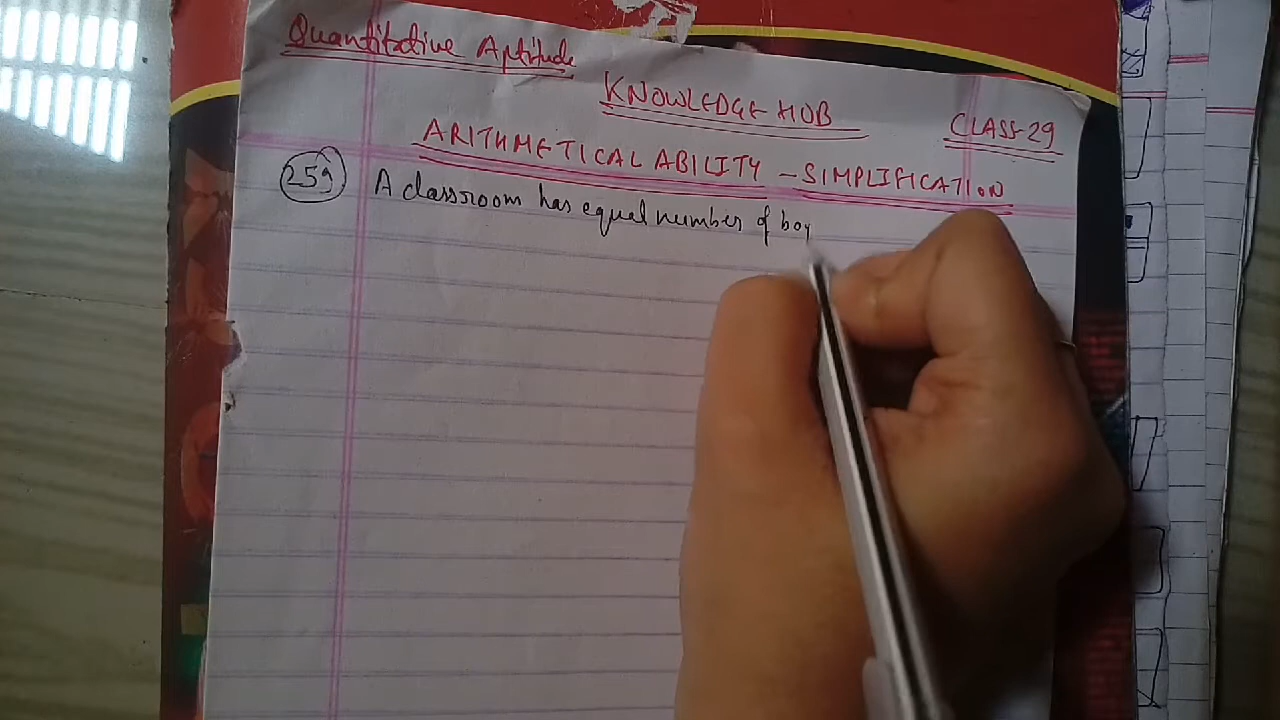 Quantitative Aptitude
KNOWLEDGE HUB
CLASS-29
ARITHMETICAL ABILITY - SIMPLIFICATION
259 A classroom has equal number of boy